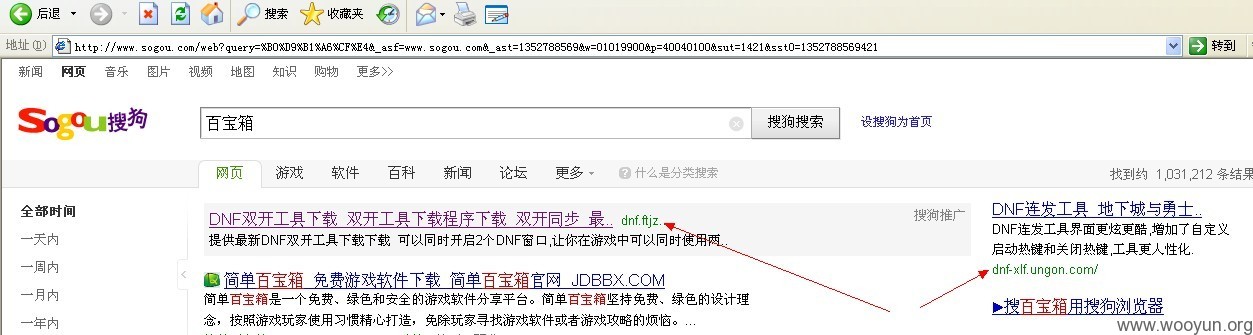 后退 搜索 收藏夹
地址(D) http://www.sogou.com/web?query=%B0%D9%B1%A6%CF%E4&_asf=www.sogou.com&_ast=1352788569&w=01019900&p=40040100&sut=1421&sst0=1352788569421 转到
新闻 网页 音乐 图片 视频 地图 知识 购物 更多>>
Sogou搜狗 百宝箱 搜狗搜索 设搜狗为首页
网页 游戏 软件 百科 新闻 论坛 更多 什么是分类搜索 找到约 1,031,212 条结果
全部时间
一天内
一周内
一月内
一年内
DNF双开工具下载_双开工具下载程序下载_双开同步_最.. dnf.ftjz. 搜狗推广
提供最新DNF双开工具下载下载 可以同时开启2个DNF窗口,让你在游戏中可以同时使用两..
简单百宝箱_免费游戏软件下载_简单百宝箱官网_JDBBX.COM
简单百宝箱是一个免费、绿色和安全的游戏软件分享平台。简单百宝箱坚持免费、绿色的设计理
念，按照游戏玩家使用习惯精心打造，免除玩家寻找游戏软件或者游戏攻略的烦恼。...
DNF连发工具_地下城与勇士..
DNF连发工具界面更炫更酷,增加了自定义
启动热键和关闭热键,工具更人性化.
dnf-xlf.ungon.com/
▶搜百宝箱用搜狗浏览器
www.wooyun.org